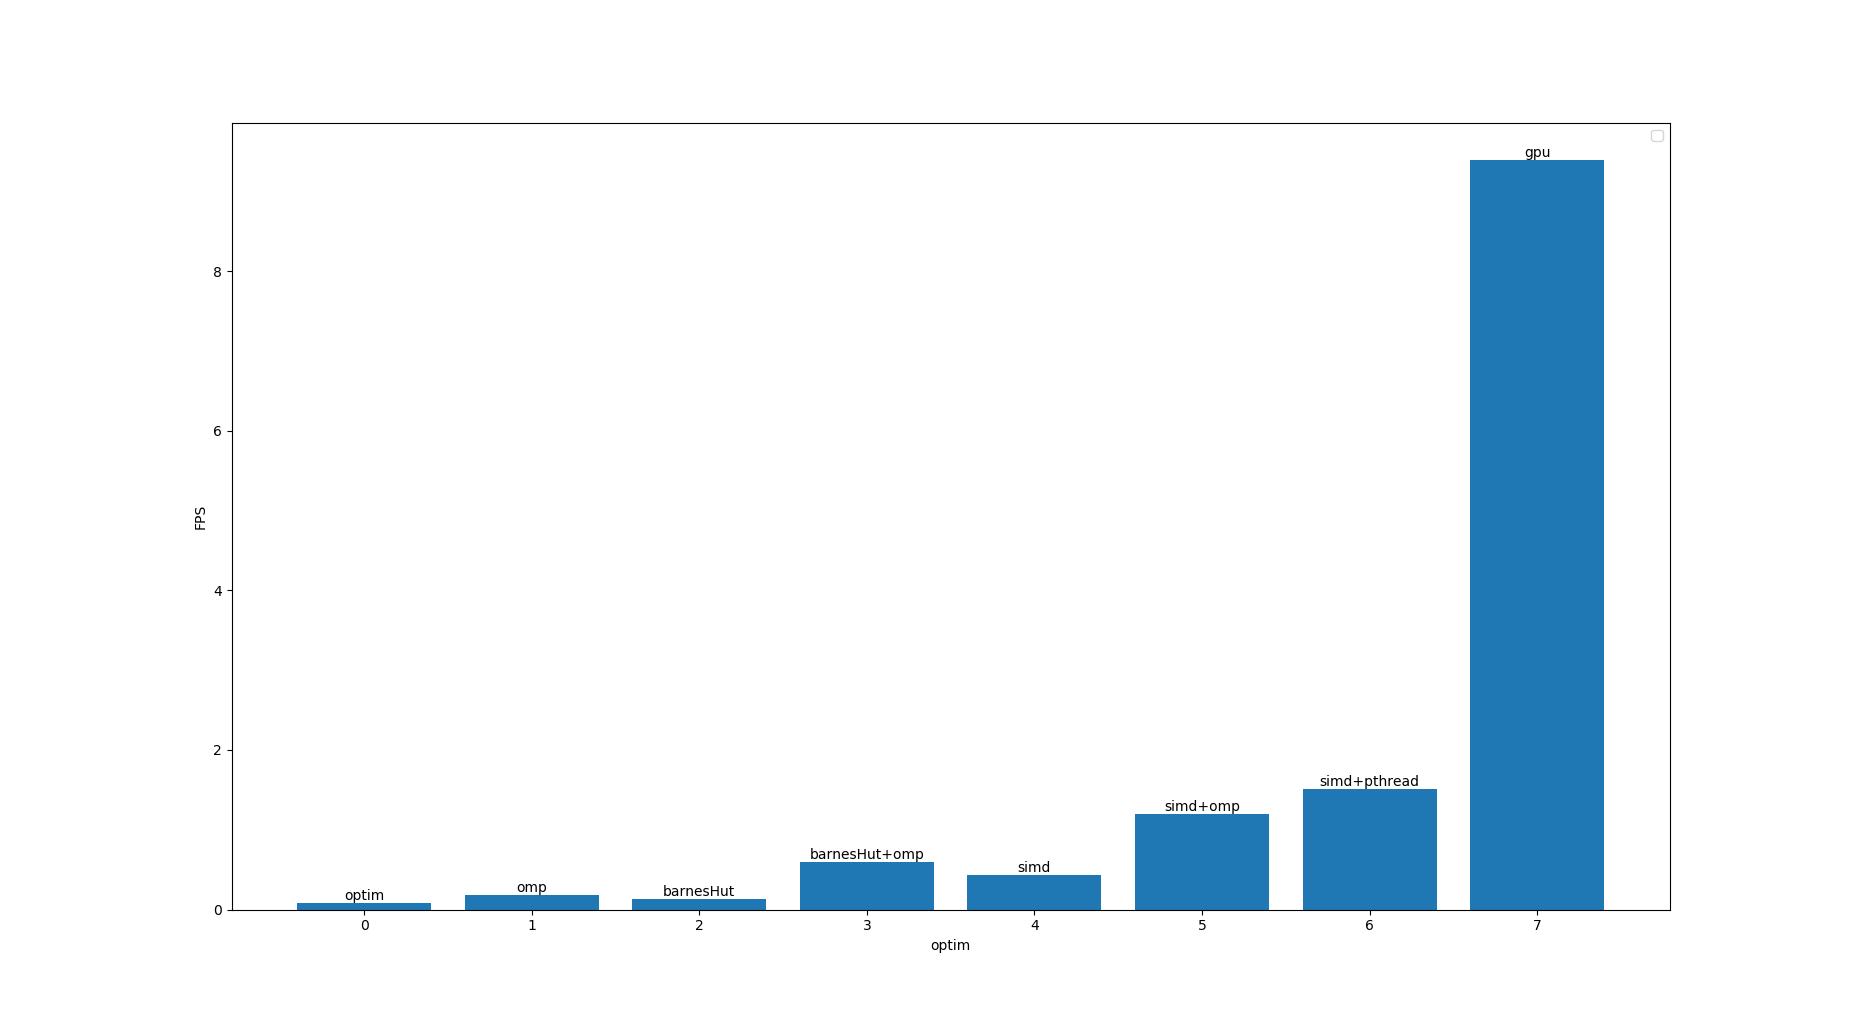 gpu
8
6
FPS
4
2
simd+pthread
simd+omp
barnesHut+omp
simd
omp
barnesHut
optim
0
0 1 2 3 4 5 6 7
optim